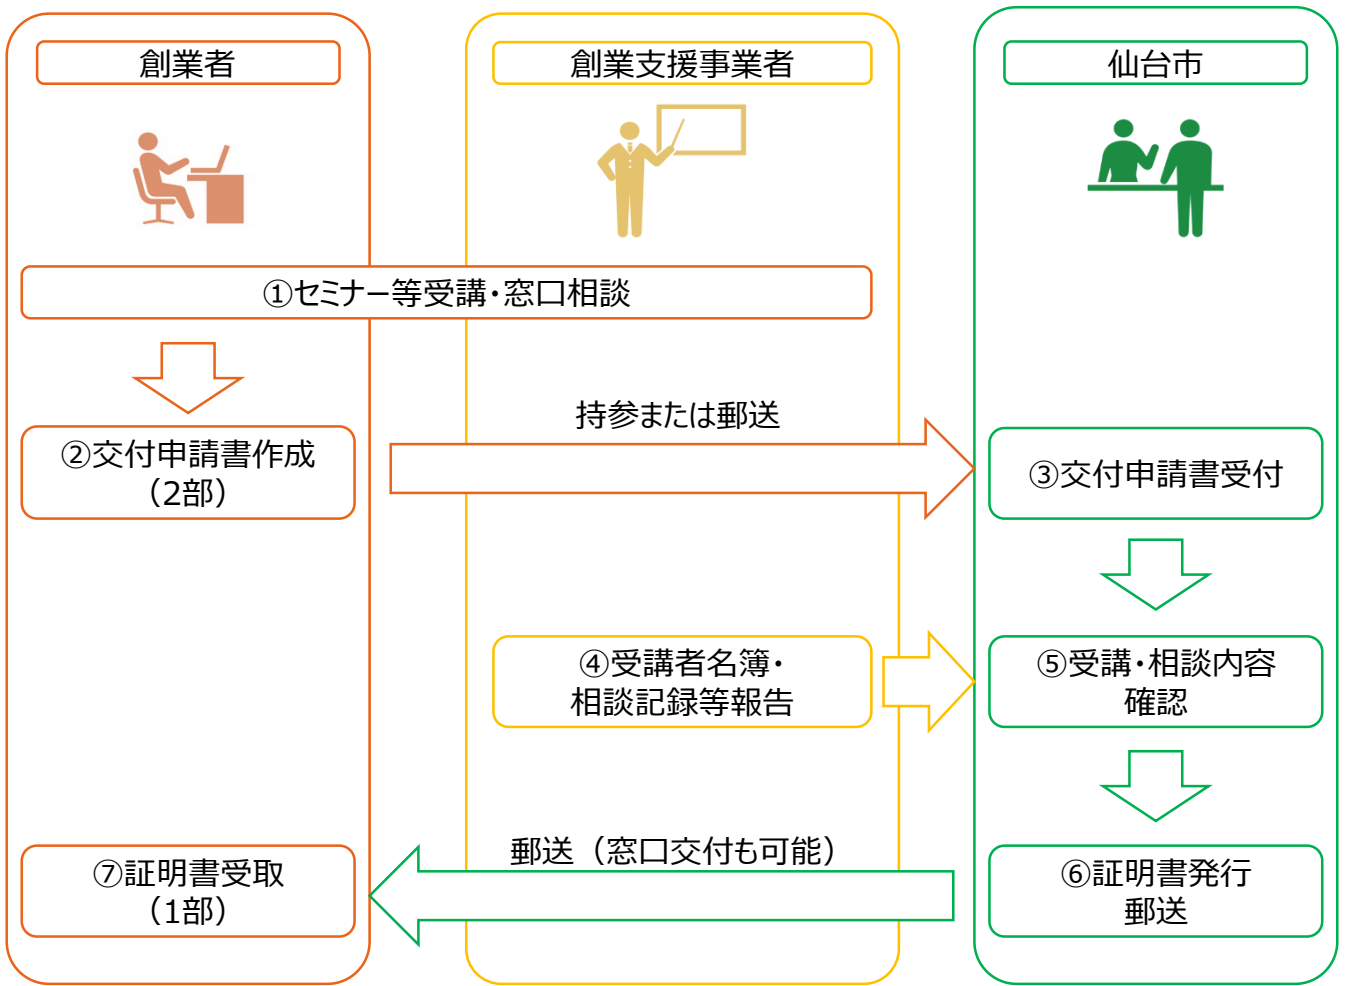 創業者
創業支援事業者
仙台市
①セミナー等受講・窓口相談
②交付申請書作成
（2部）
持参または郵送
③交付申請書受付
④受講者名簿・
相談記録等報告
⑤受講・相談内容
確認
⑥証明書発行
郵送
郵送（窓口交付も可能）
⑦証明書受取
（1部）